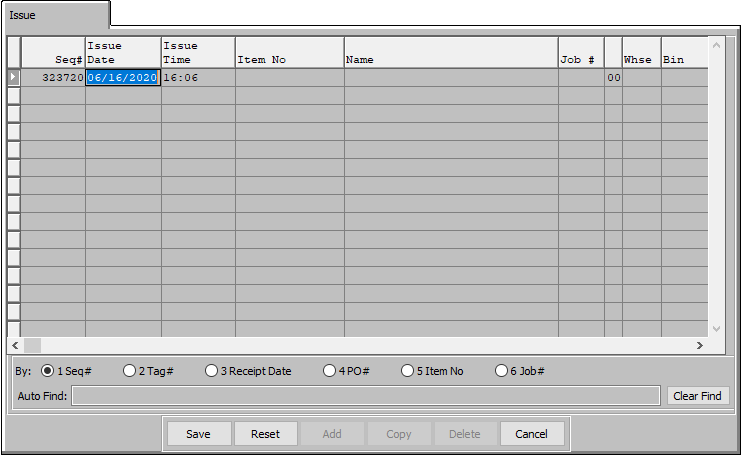 Issue
Issue Issue
Seq# Date Time Item No Name Job # Whse Bin
323720 06/16/2020 16:06 00
By: 1 Seq# 2 Tag# 3 Receipt Date 4 PO# 5 Item No 6 Job#
Auto Find: Clear Find
Save Reset Add Copy Delete Cancel